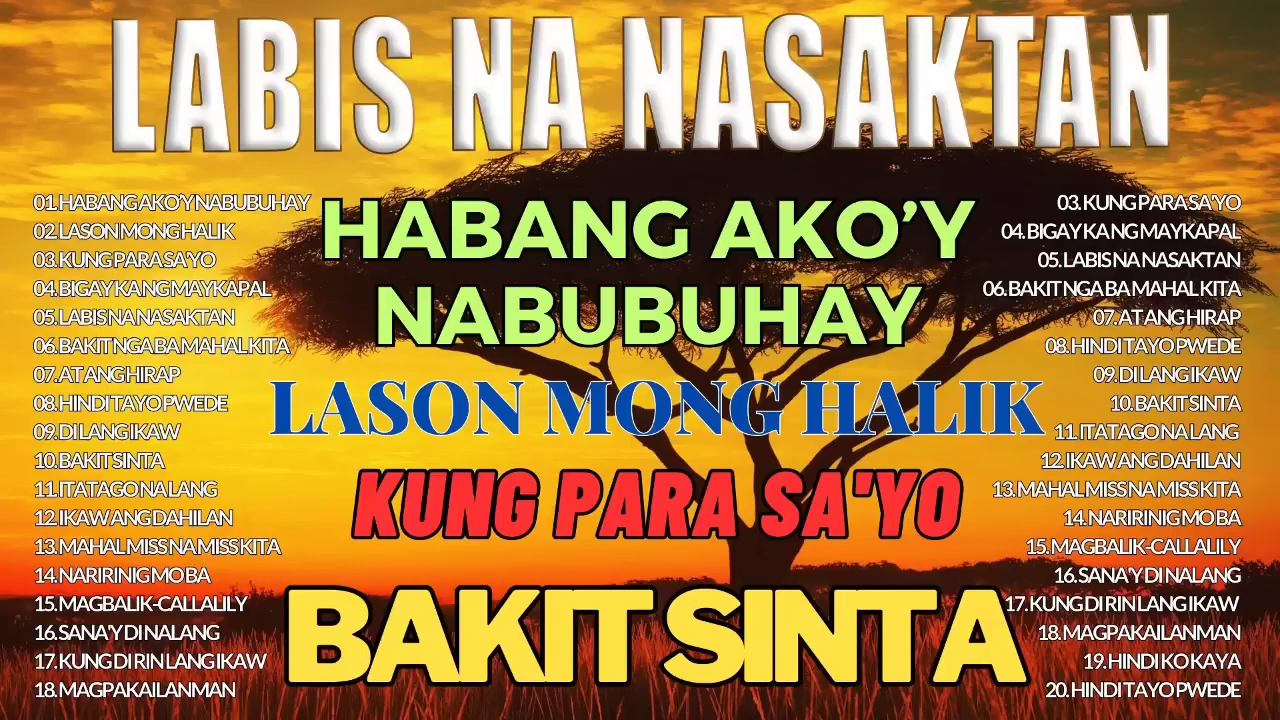 LABIS NA NASAKTAN
01.HABANG AKO'Y NABUBUHAY
02.LASON MONG HALIK
03.KUNG PARA SA'YO
04.BIGAY KA NG MAYKAPAL
05.LABIS NA NASAKTAN
06.BAKIT NGA BA MAHAL KITA
07.AT ANG HIRAP
08.HINDI TAYO PWEDE
09.DI LANG IKAW
10.BAKIT SINTA
11.ITATAGO NA LANG
12.IKAW ANG DAHILAN
13.MAHAL MISS NA MISS KITA
14.NARIRINIG MO BA
15.MAGBALIK-CALLALILY
16.SANA'Y DI NALANG
17.KUNG DI RIN LANG IKAW
18.MAGPAKAILANMAN
HABANG AKO'Y
NABUBUHAY
LASON MONG HALIK
KUNG PARA SA'YO
BAKIT SINTA
03.KUNG PARA SA'YO
04.BIGAY KA NG MAYKAPAL
05.LABIS NA NASAKTAN
06.BAKIT NGA BA MAHAL KITA
07.AT ANG HIRAP
08.HINDI TAYO PWEDE
09.DI LANG IKAW
10.BAKIT SINTA
11.ITATAGO NA LANG
12.IKAW ANG DAHILAN
13.MAHAL MISS NA MISS KITA
14.NARIRINIG MO BA
15.MAGBALIK-CALLALILY
16.SANA'Y DI NALANG
17.KUNG DI RIN LANG IKAW
18.MAGPAKAILANMAN
19.HINDI KO KAYA
20.HINDI TAYO PWEDE